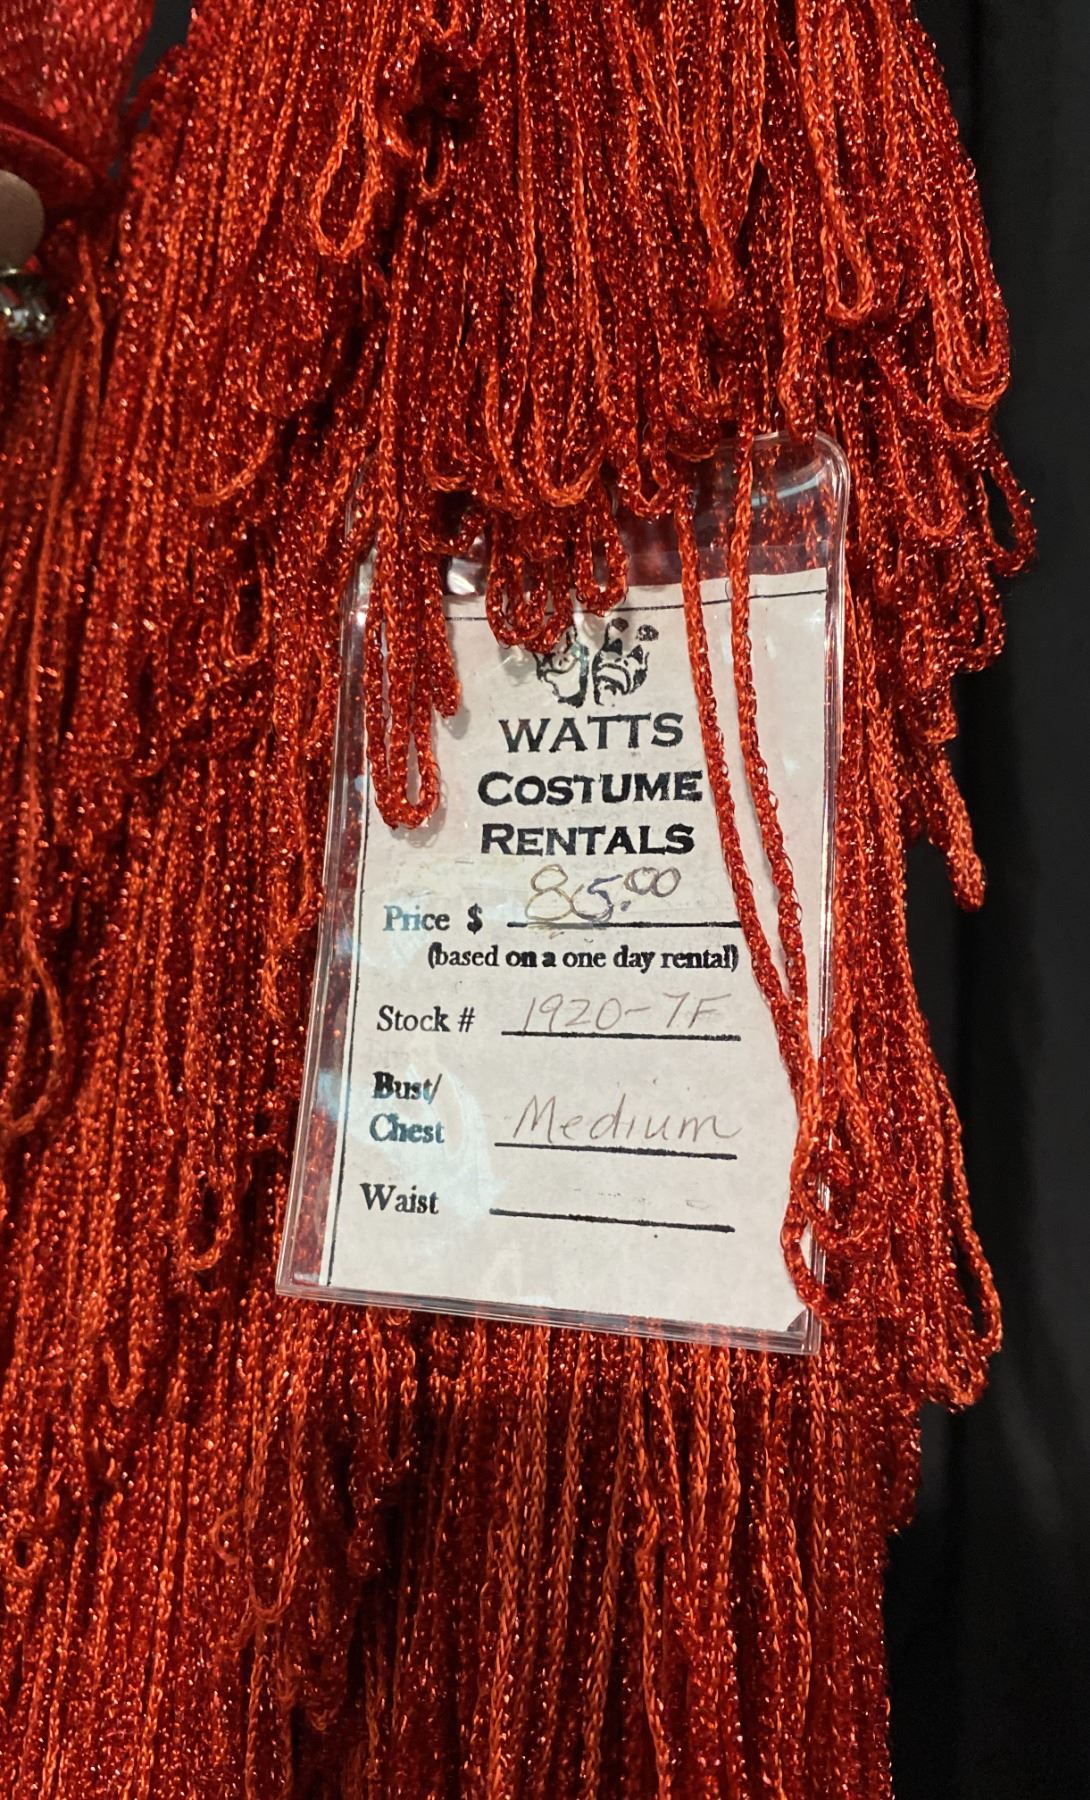 WATTS
COSTUME
RENTALS
Price $ 85.00
(based on a one day rental)
Stock # 1920-7F
Bust/
Chest Medium
Waist